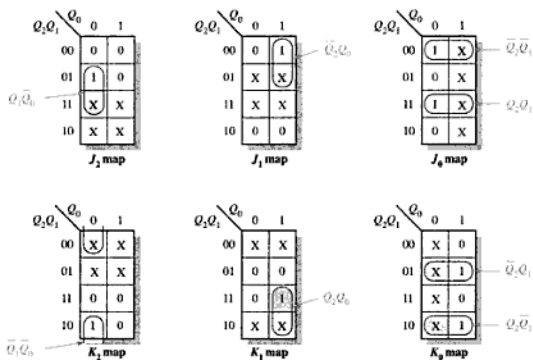 Q₀
Q₂Q₁ 0 1
00 0 0
01 1 0
11 X X
10 X X
Q₁Q̄₀
J₂ map
Q₀
Q₂Q₁ 0 1
00 0 1
01 X X
11 X X
10 0 0
Q̄₂Q₀
J₁ map
Q₀
Q₂Q₁ 0 1
00 1 X
01 0 X
11 1 X
10 0 X
Q̄₂Q̄₁
Q₂Q₁
J₀ map
Q₀
Q₂Q₁ 0 1
00 X X
01 X X
11 0 0
10 1 0
Q̄₁Q̄₀
K₂ map
Q₀
Q₂Q₁ 0 1
00 X X
01 0 0
11 0 1
10 X X
Q₂Q₀
K₁ map
Q₀
Q₂Q₁ 0 1
00 X 0
01 X 1
11 X 0
10 X 1
Q̄₂Q₁
Q₂Q̄₁
K₀ map